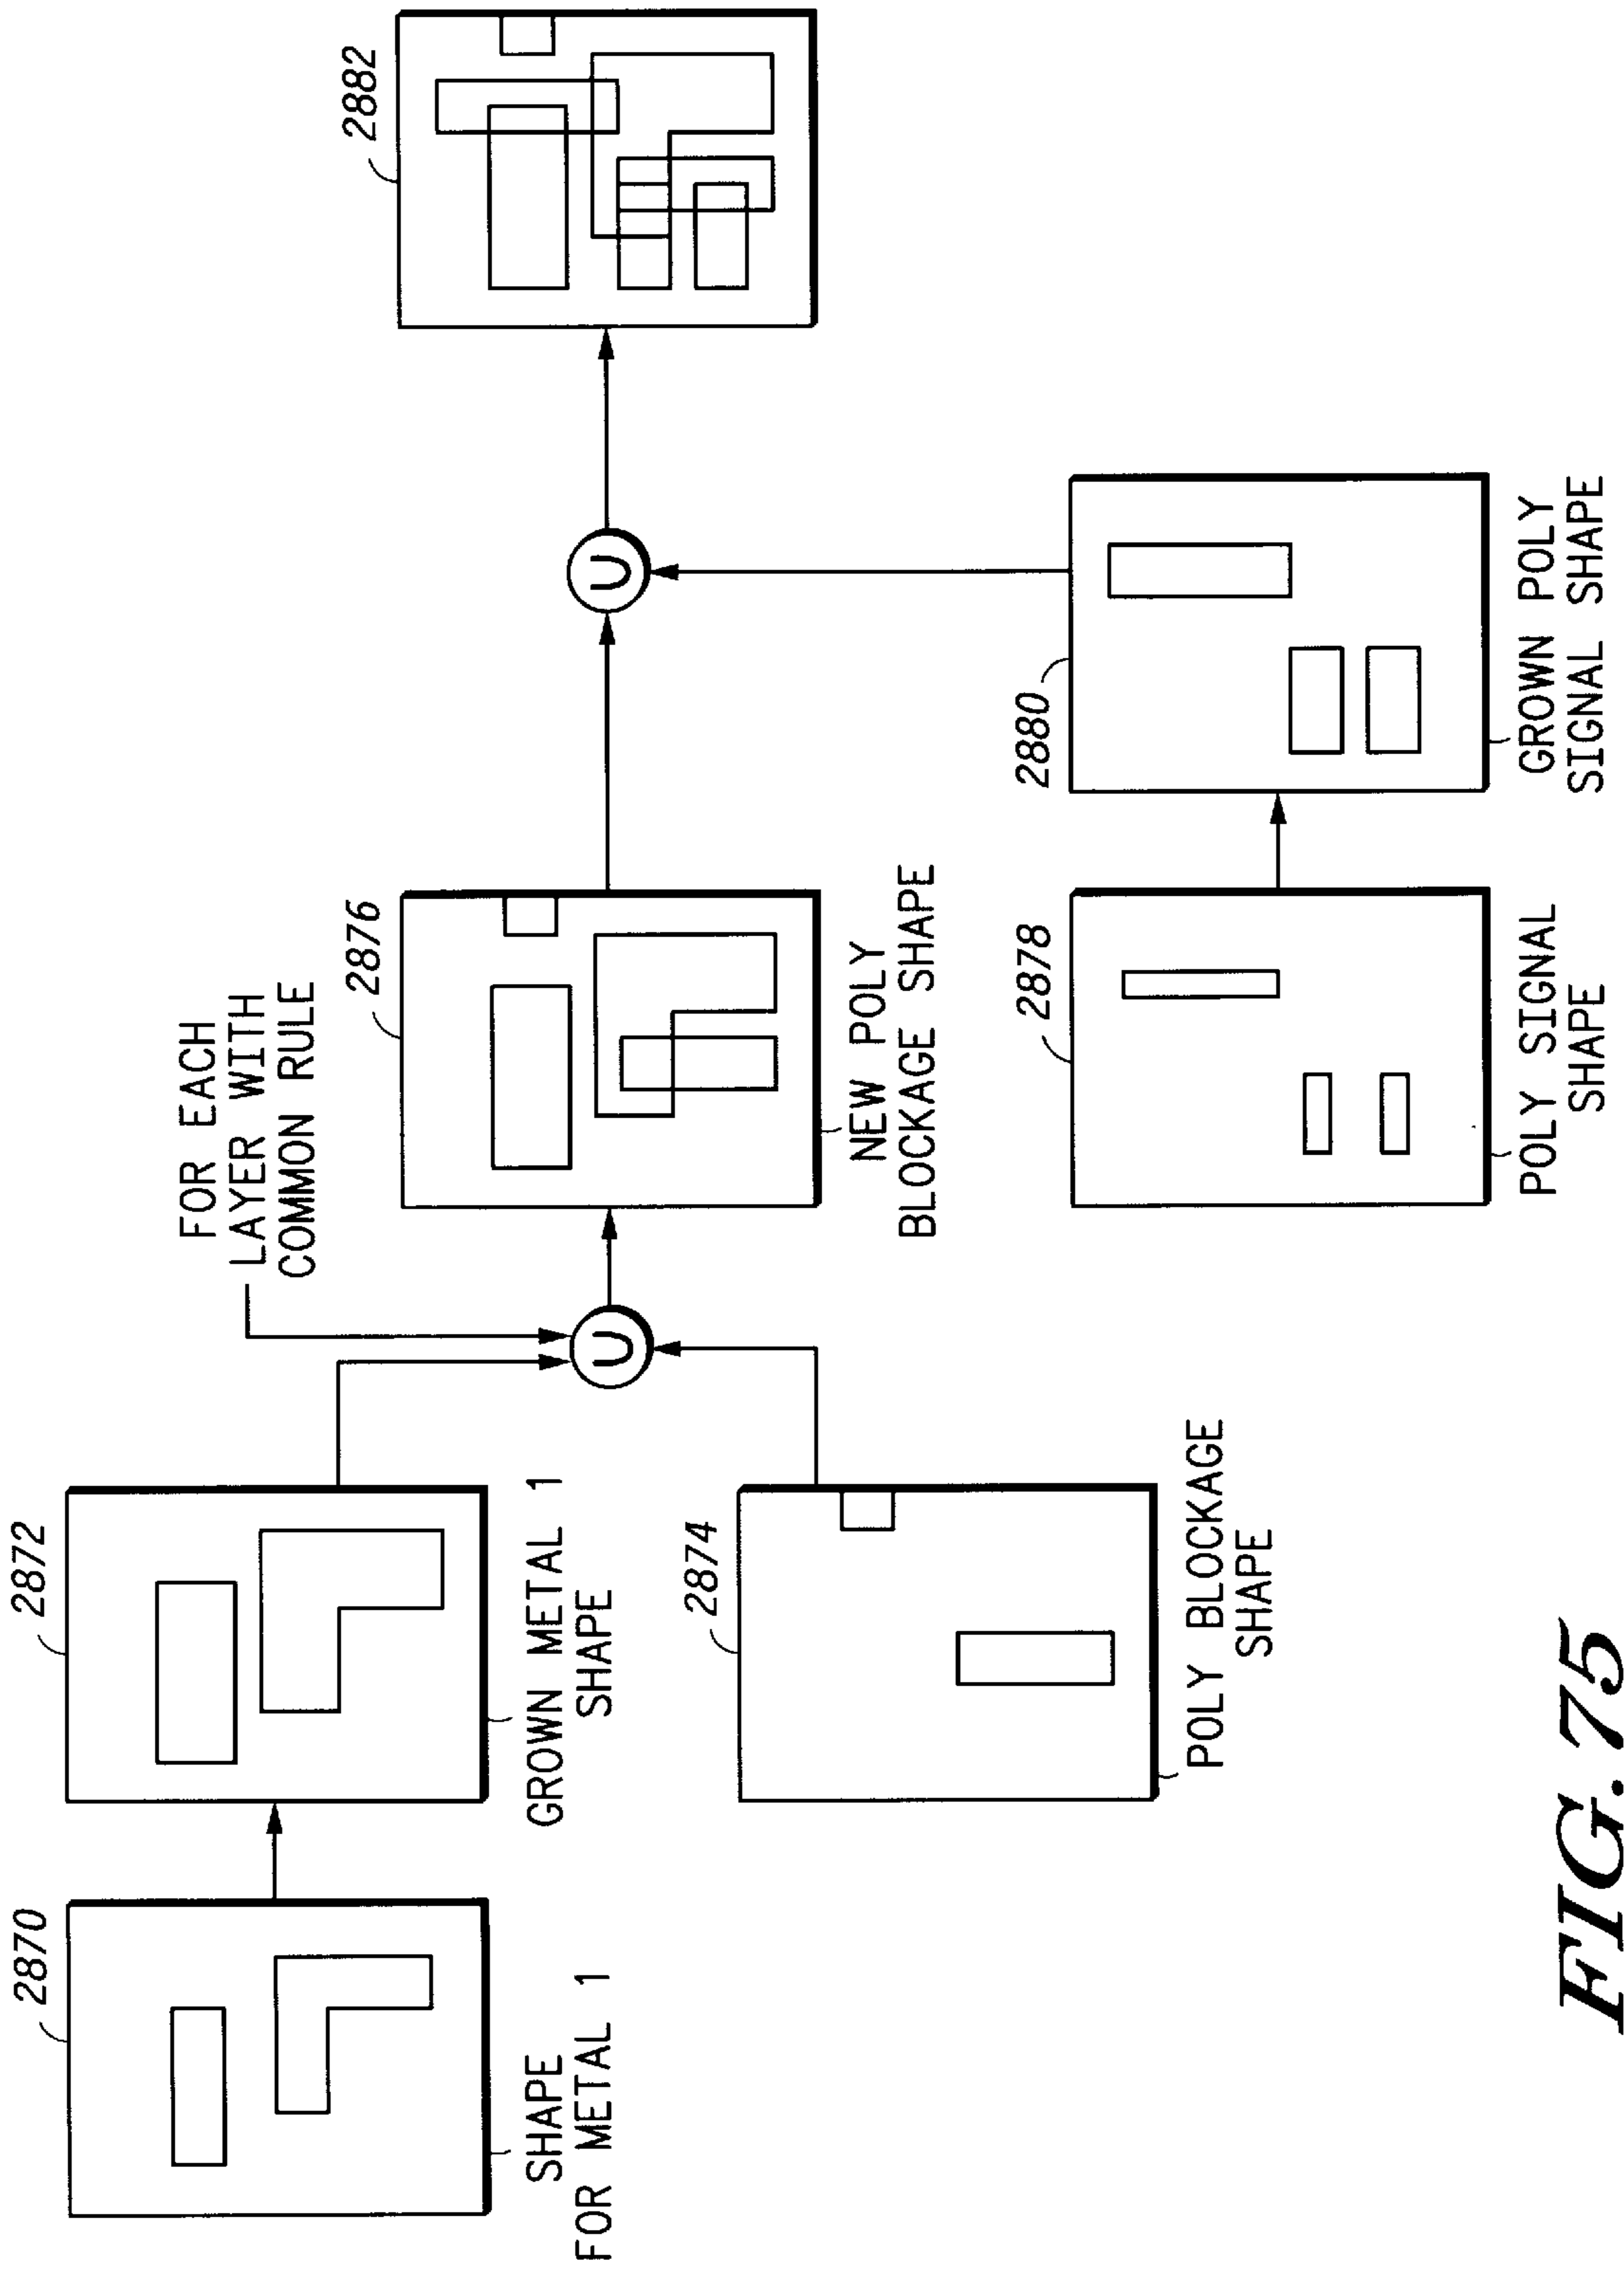 2870
SHAPE
FOR METAL 1
2872
GROWN METAL 1
SHAPE
2874
POLY BLOCKAGE
SHAPE
FOR EACH
LAYER WITH
COMMON RULE
U
2876
NEW POLY
BLOCKAGE SHAPE
2878
POLY SIGNAL
SHAPE
2880
GROWN POLY
SIGNAL SHAPE
U
2882
FIG. 75